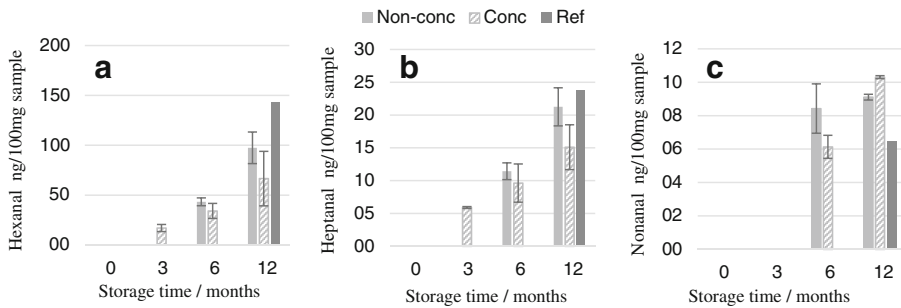 Non-conc Conc Ref
a
Hexanal ng/100mg sample
200
150
100
50
00
0 3 6 12
Storage time / months
b
Heptanal ng/100mg sample
30
25
20
15
10
05
00
0 3 6 12
Storage time / months
c
Nonanal ng/100mg sample
12
10
08
06
04
02
00
0 3 6 12
Storage time / months